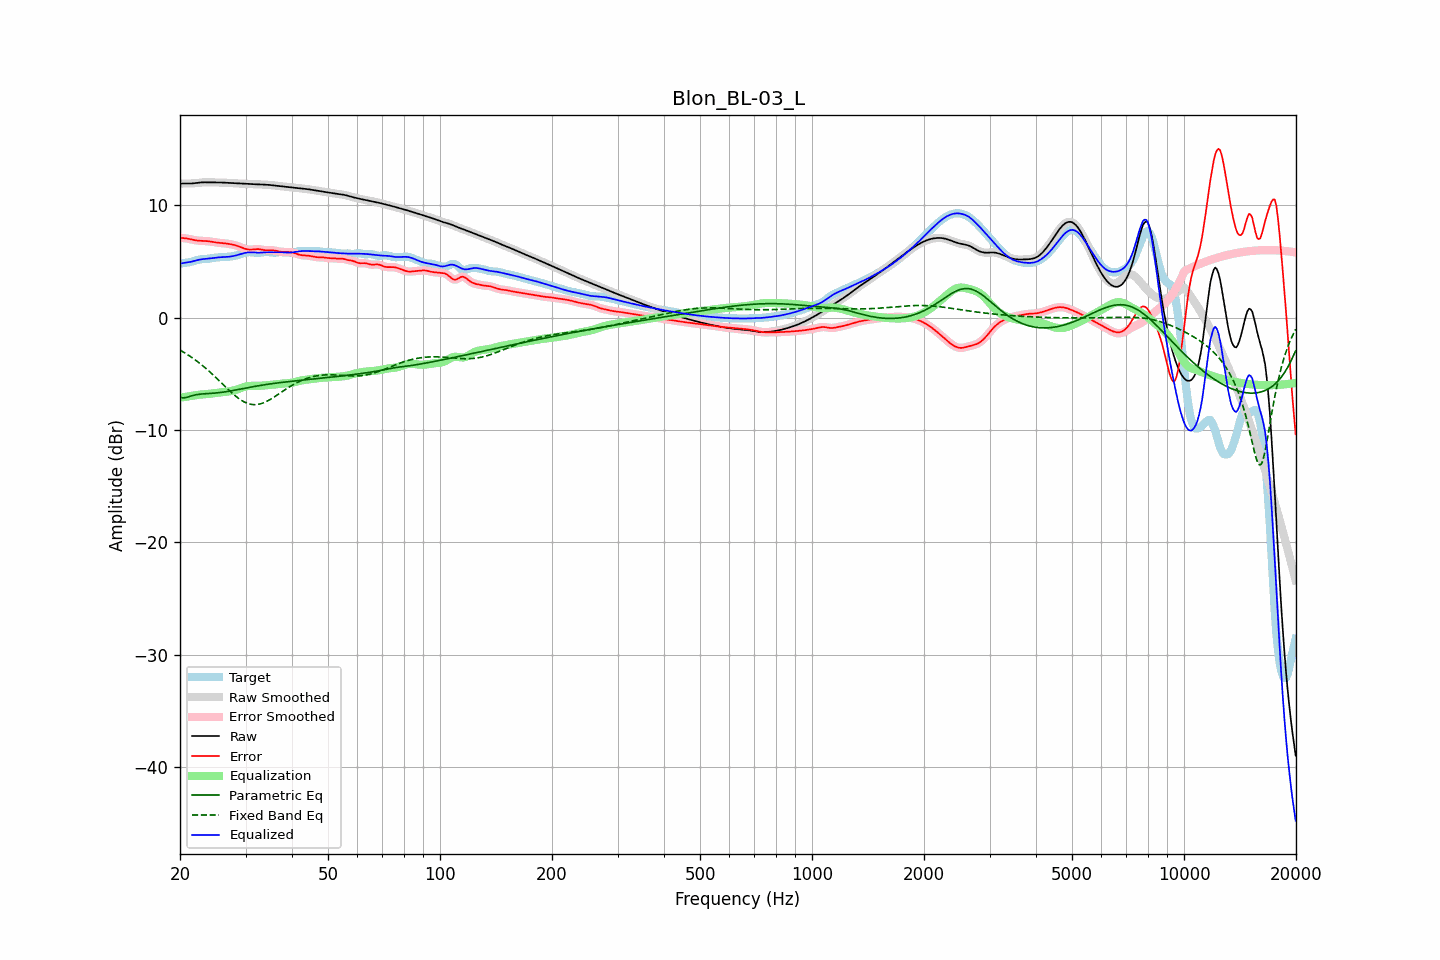 Blon_BL-03_L
Amplitude (dBr)
10
0
−10
−20
−30
−40
Target
Raw Smoothed
Error Smoothed
Raw
Error
Equalization
Parametric Eq
Fixed Band Eq
Equalized
20 50 100 200 500 1000 2000 5000 10000 20000
Frequency (Hz)